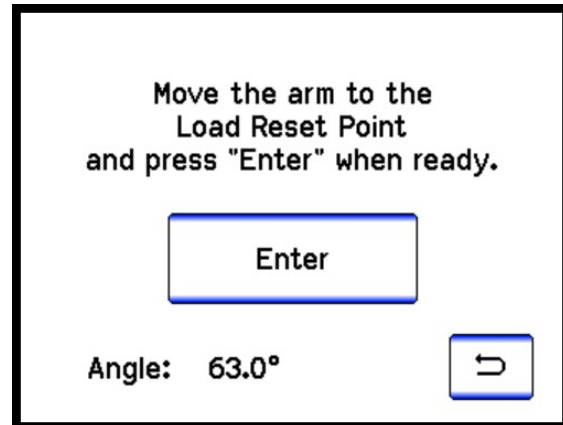 Move the arm to the
Load Reset Point
and press "Enter" when ready.
Enter
Angle: 63.0°